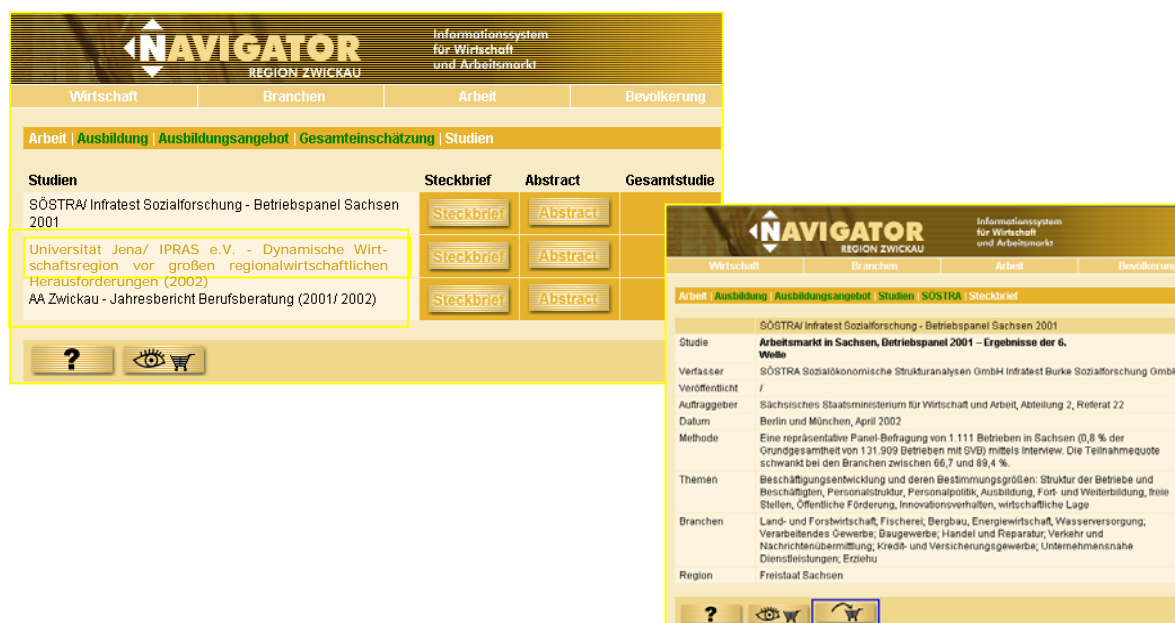 NAVIGATOR
REGION ZWICKAU
Informationssystem
für Wirtschaft
und Arbeitsmarkt
Wirtschaft Branchen Arbeit Bevölkerung
Arbeit | Ausbildung | Ausbildungsangebot | Gesamteinschätzung | Studien
Studien Steckbrief Abstract Gesamtstudie
SÖSTRA/ Infratest Sozialforschung - Betriebspanel Sachsen
2001
Steckbrief Abstract
Universität Jena/ IPRAS e.V. - Dynamische Wirt-
schaftsregion vor großen regionalwirtschaftlichen
Herausforderungen (2002)
Steckbrief Abstract
AA Zwickau - Jahresbericht Berufsberatung (2001/ 2002)
Steckbrief Abstract
?
NAVIGATOR
REGION ZWICKAU
Informationssystem
für Wirtschaft
und Arbeitsmarkt
Wirtschaft Branchen Arbeit Bevölkerung
Arbeit | Ausbildung | Ausbildungsangebot | Studien | SÖSTRA | Steckbrief
SÖSTRA/ Infratest Sozialforschung - Betriebspanel Sachsen 2001
Studie Arbeitsmarkt in Sachsen, Betriebspanel 2001 – Ergebnisse der 6.
Welle
Verfasser SÖSTRA Sozialökonomische Strukturanalysen GmbH Infratest Burke Sozialforschung GmbH
Veröffentlicht /
Auftraggeber Sächsisches Staatsministerium für Wirtschaft und Arbeit, Abteilung 2, Referat 22
Datum Berlin und München, April 2002
Methode Eine repräsentative Panel-Befragung von 1.111 Betrieben in Sachsen (0,8 % der
Grundgesamtheit von 131.909 Betrieben mit SVB) mittels Interview. Die Teilnahmequote
schwankt bei den Branchen zwischen 66,7 und 89,4 %.
Themen Beschäftigungsentwicklung und deren Bestimmungsgrößen: Struktur der Betriebe und
Beschäftigten, Personalstruktur, Personalpolitik, Ausbildung, Fort- und Weiterbildung, freie
Stellen, Öffentliche Förderung, Innovationsverhalten, wirtschaftliche Lage
Branchen Land- und Forstwirtschaft; Fischerei; Bergbau, Energiewirtschaft, Wasserversorgung;
Verarbeitendes Gewerbe; Baugewerbe; Handel und Reparatur; Verkehr und
Nachrichtenübermittlung; Kredit- und Versicherungsgewerbe; Unternehmensnahe
Dienstleistungen; Erziehu
Region Freistaat Sachsen
?